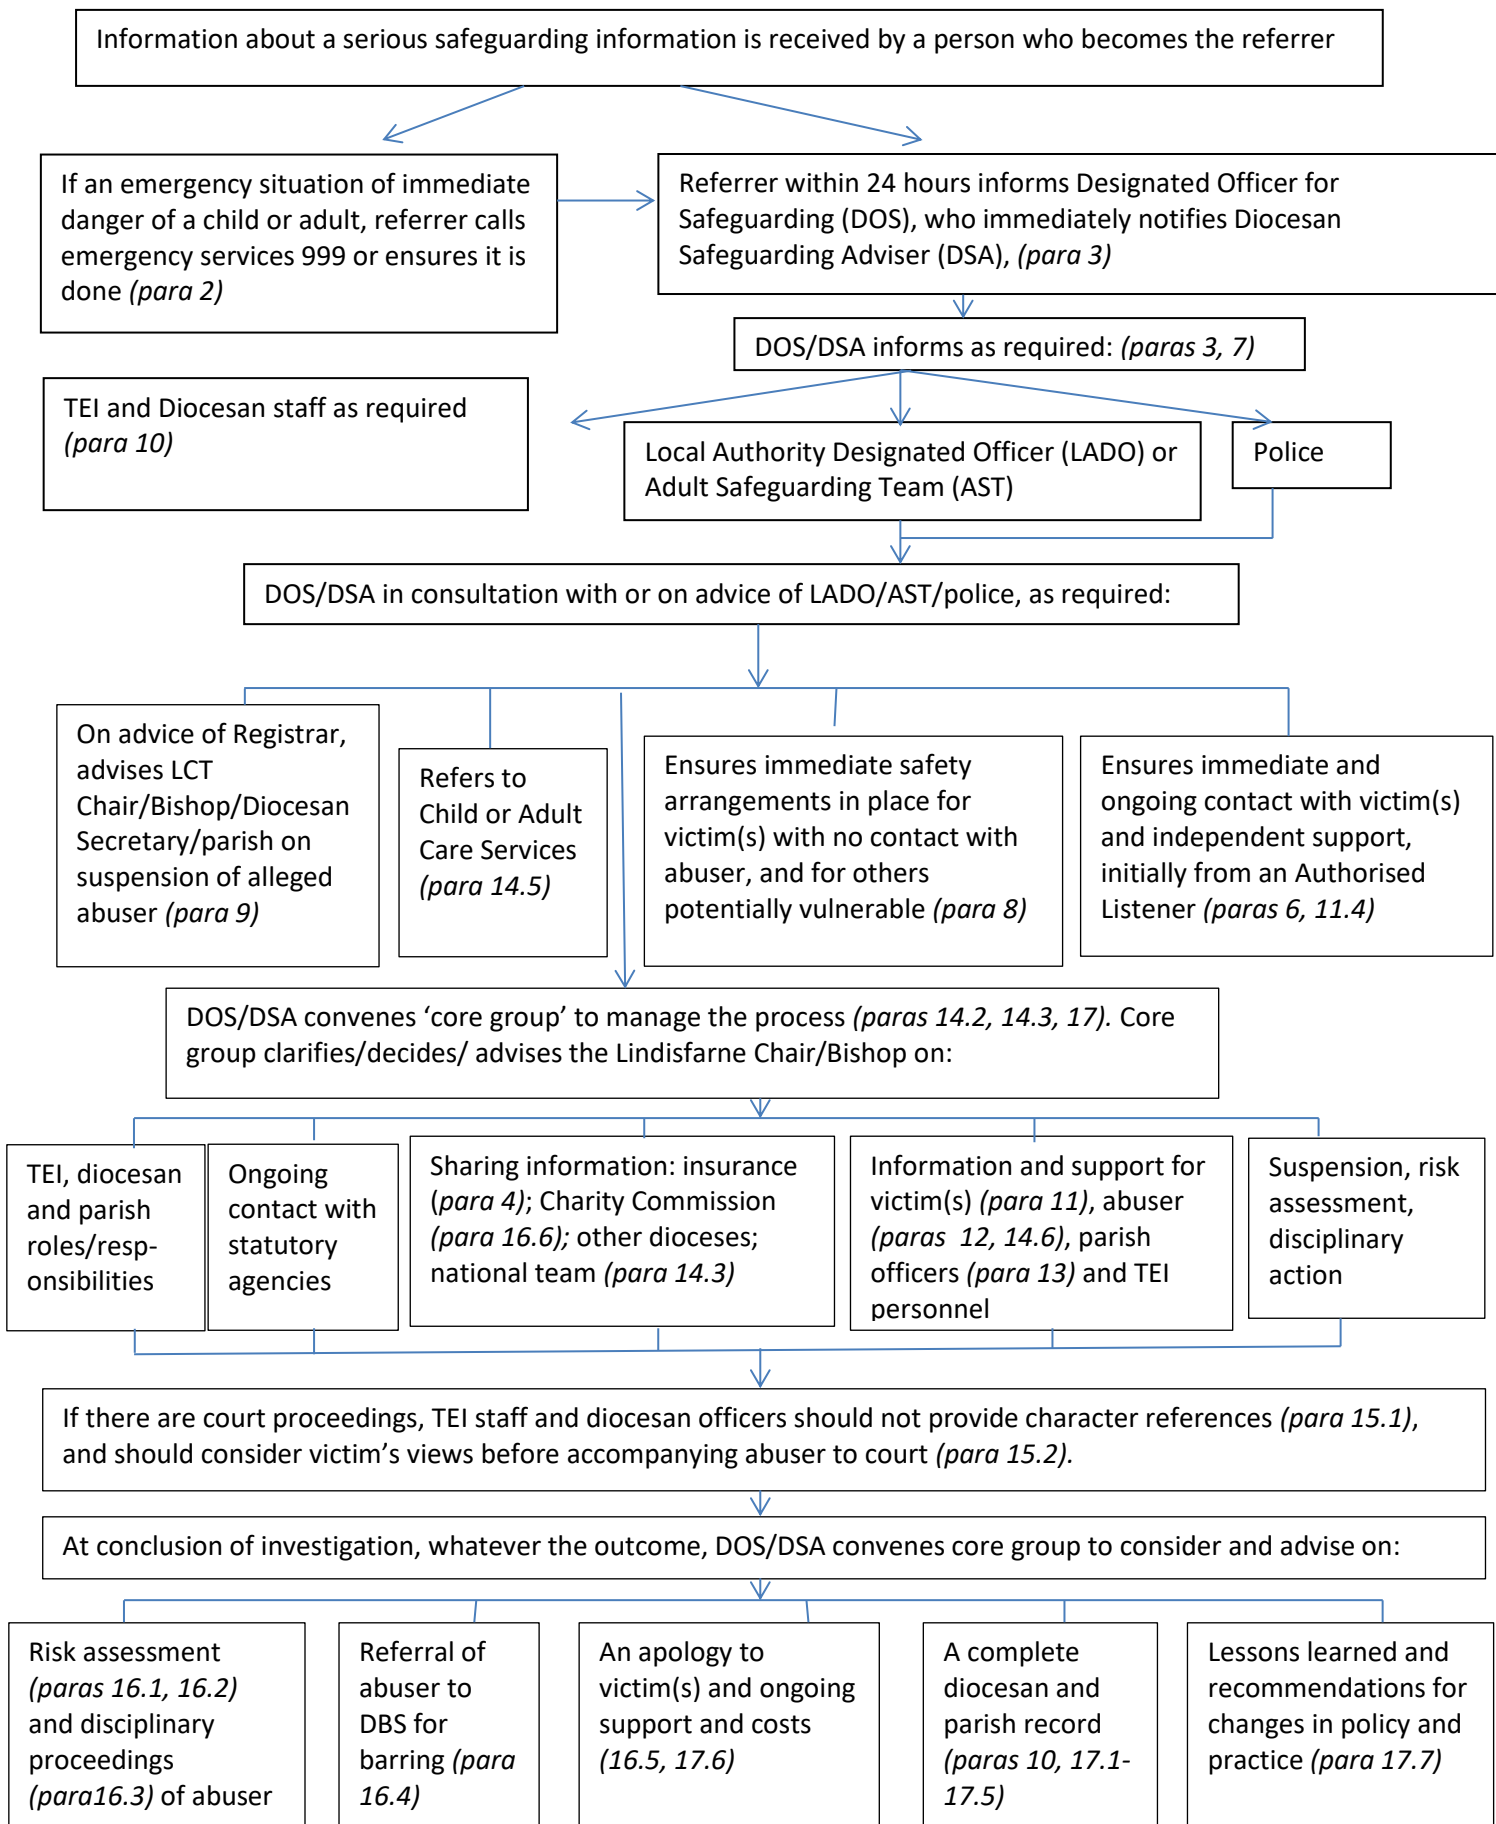 Information about a serious safeguarding information is received by a person who becomes the referrer
If an emergency situation of immediate
danger of a child or adult, referrer calls
emergency services 999 or ensures it is
done (para 2)
Referrer within 24 hours informs Designated Officer for
Safeguarding (DOS), who immediately notifies Diocesan
Safeguarding Adviser (DSA), (para 3)
DOS/DSA informs as required: (paras 3, 7)
TEI and Diocesan staff as required
(para 10)
Local Authority Designated Officer (LADO) or
Adult Safeguarding Team (AST)
Police
DOS/DSA in consultation with or on advice of LADO/AST/police, as required:
On advice of Registrar,
advises LCT
Chair/Bishop/Diocesan
Secretary/parish on
suspension of alleged
abuser (para 9)
Refers to
Child or Adult
Care Services
(para 14.5)
Ensures immediate safety
arrangements in place for
victim(s) with no contact with
abuser, and for others
potentially vulnerable (para 8)
Ensures immediate and
ongoing contact with victim(s)
and independent support,
initially from an Authorised
Listener (paras 6, 11.4)
DOS/DSA convenes ‘core group’ to manage the process (paras 14.2, 14.3, 17). Core
group clarifies/decides/ advises the Lindisfarne Chair/Bishop on:
TEI, diocesan
and parish
roles/resp-
onsibilities
Ongoing
contact with
statutory
agencies
Sharing information: insurance
(para 4); Charity Commission
(para 16.6); other dioceses;
national team (para 14.3)
Information and support for
victim(s) (para 11), abuser
(paras  12, 14.6), parish
officers (para 13) and TEI
personnel
Suspension, risk
assessment,
disciplinary
action
If there are court proceedings, TEI staff and diocesan officers should not provide character references (para 15.1),
and should consider victim’s views before accompanying abuser to court (para 15.2).
At conclusion of investigation, whatever the outcome, DOS/DSA convenes core group to consider and advise on:
Risk assessment
(paras 16.1, 16.2)
and disciplinary
proceedings
(para16.3) of abuser
Referral of
abuser to
DBS for
barring (para
16.4)
An apology to
victim(s) and ongoing
support and costs
(16.5, 17.6)
A complete
diocesan and
parish record
(paras 10, 17.1-
17.5)
Lessons learned and
recommendations for
changes in policy and
practice (para 17.7)